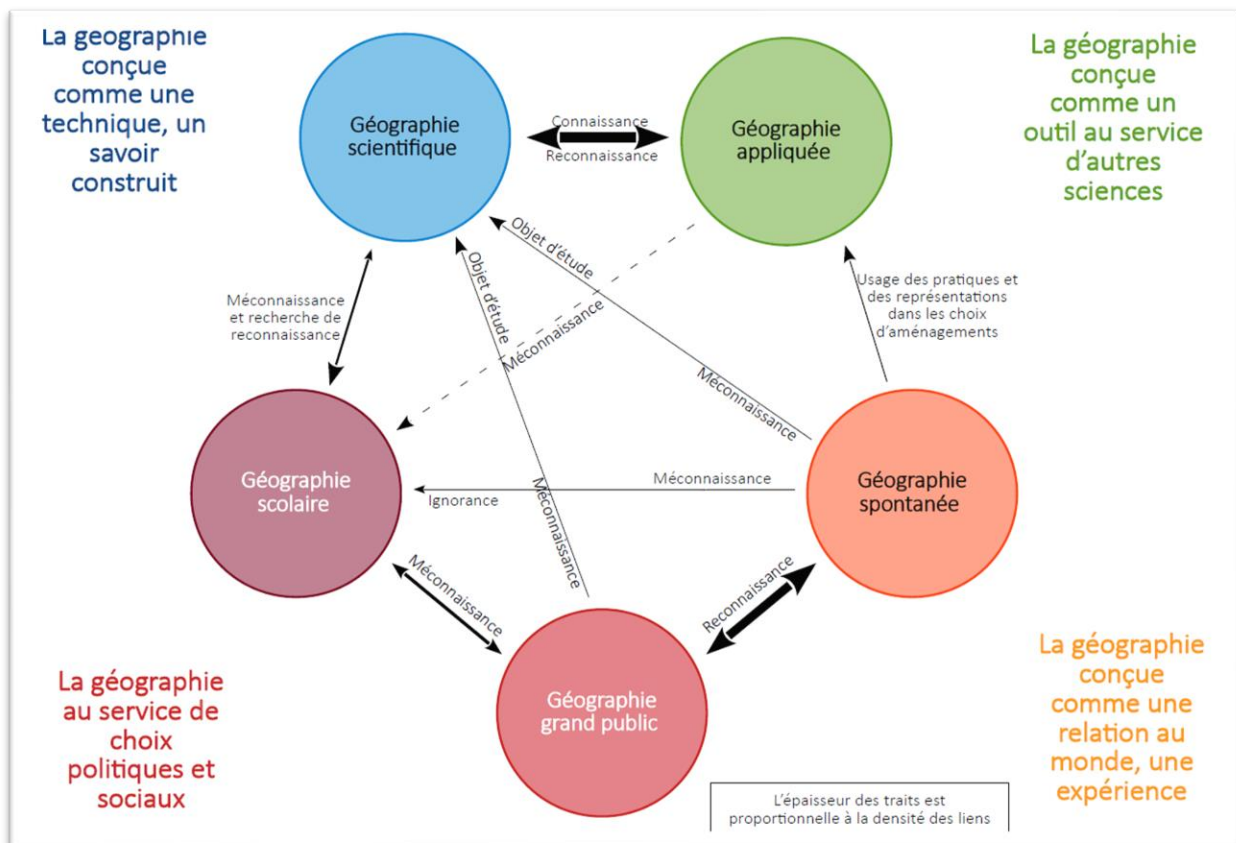 La géographie
conçue
comme une
technique, un
savoir
construit
Géographie
scientifique
Connaissance
Reconnaissance
Géographie
appliquée
La géographie
conçue
comme un
outil au service
d'autres
sciences
Méconnaissance
et recherche de
reconnaissance
Objet d'étude
Objet d'étude
Méconnaissance
Usage des pratiques et
des représentations
dans les choix
d'aménagements
Méconnaissance
Géographie
scolaire
Ignorance
Méconnaissance
Méconnaissance
Géographie
spontanée
Méconnaissance
Reconnaissance
Géographie
grand public
La géographie
au service de
choix
politiques et
sociaux
La géographie
conçue
comme une
relation au
monde, une
expérience
L'épaisseur des traits est
proportionnelle à la densité des liens